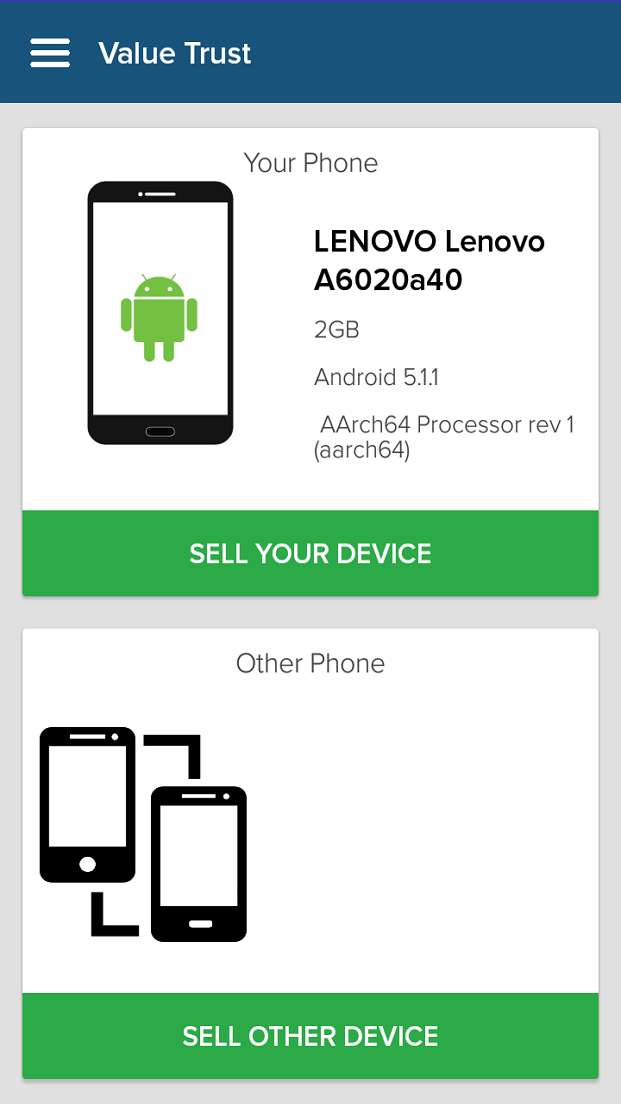 Value Trust
Your Phone
LENOVO Lenovo
A6020a40
2GB
Android 5.1.1
AArch64 Processor rev 1
(aarch64)
SELL YOUR DEVICE
Other Phone
SELL OTHER DEVICE